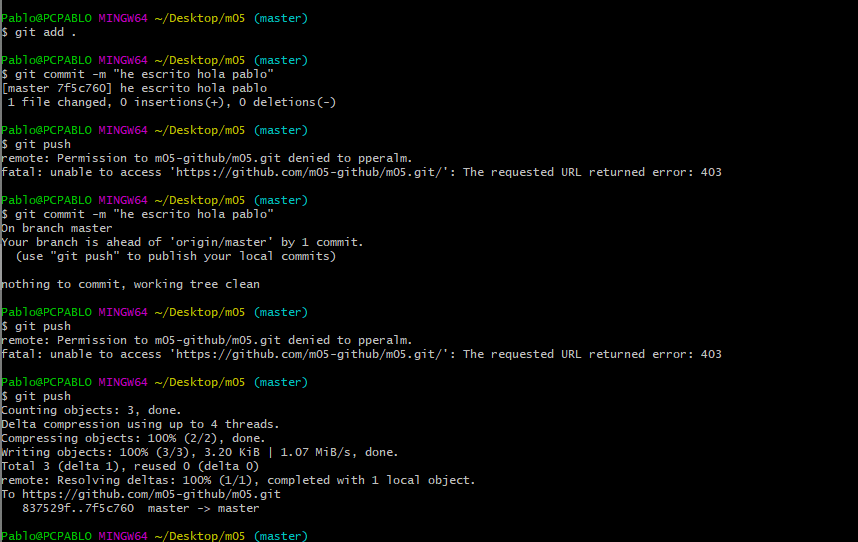 Pablo@PCPABLO MINGW64 ~/Desktop/m05 (master)
$ git add .
Pablo@PCPABLO MINGW64 ~/Desktop/m05 (master)
$ git commit -m "he escrito hola pablo"
[master 7f5c760] he escrito hola pablo
 1 file changed, 0 insertions(+), 0 deletions(-)
Pablo@PCPABLO MINGW64 ~/Desktop/m05 (master)
$ git push
remote: Permission to m05-github/m05.git denied to pperalm.
fatal: unable to access 'https://github.com/m05-github/m05.git/': The requested URL returned error: 403
Pablo@PCPABLO MINGW64 ~/Desktop/m05 (master)
$ git commit -m "he escrito hola pablo"
On branch master
Your branch is ahead of 'origin/master' by 1 commit.
  (use "git push" to publish your local commits)
nothing to commit, working tree clean
Pablo@PCPABLO MINGW64 ~/Desktop/m05 (master)
$ git push
remote: Permission to m05-github/m05.git denied to pperalm.
fatal: unable to access 'https://github.com/m05-github/m05.git/': The requested URL returned error: 403
Pablo@PCPABLO MINGW64 ~/Desktop/m05 (master)
$ git push
Counting objects: 3, done.
Delta compression using up to 4 threads.
Compressing objects: 100% (2/2), done.
Writing objects: 100% (3/3), 3.20 KiB | 1.07 MiB/s, done.
Total 3 (delta 1), reused 0 (delta 0)
remote: Resolving deltas: 100% (1/1), completed with 1 local object.
To https://github.com/m05-github/m05.git
   837529f..7f5c760  master -> master
Pablo@PCPABLO MINGW64 ~/Desktop/m05 (master)